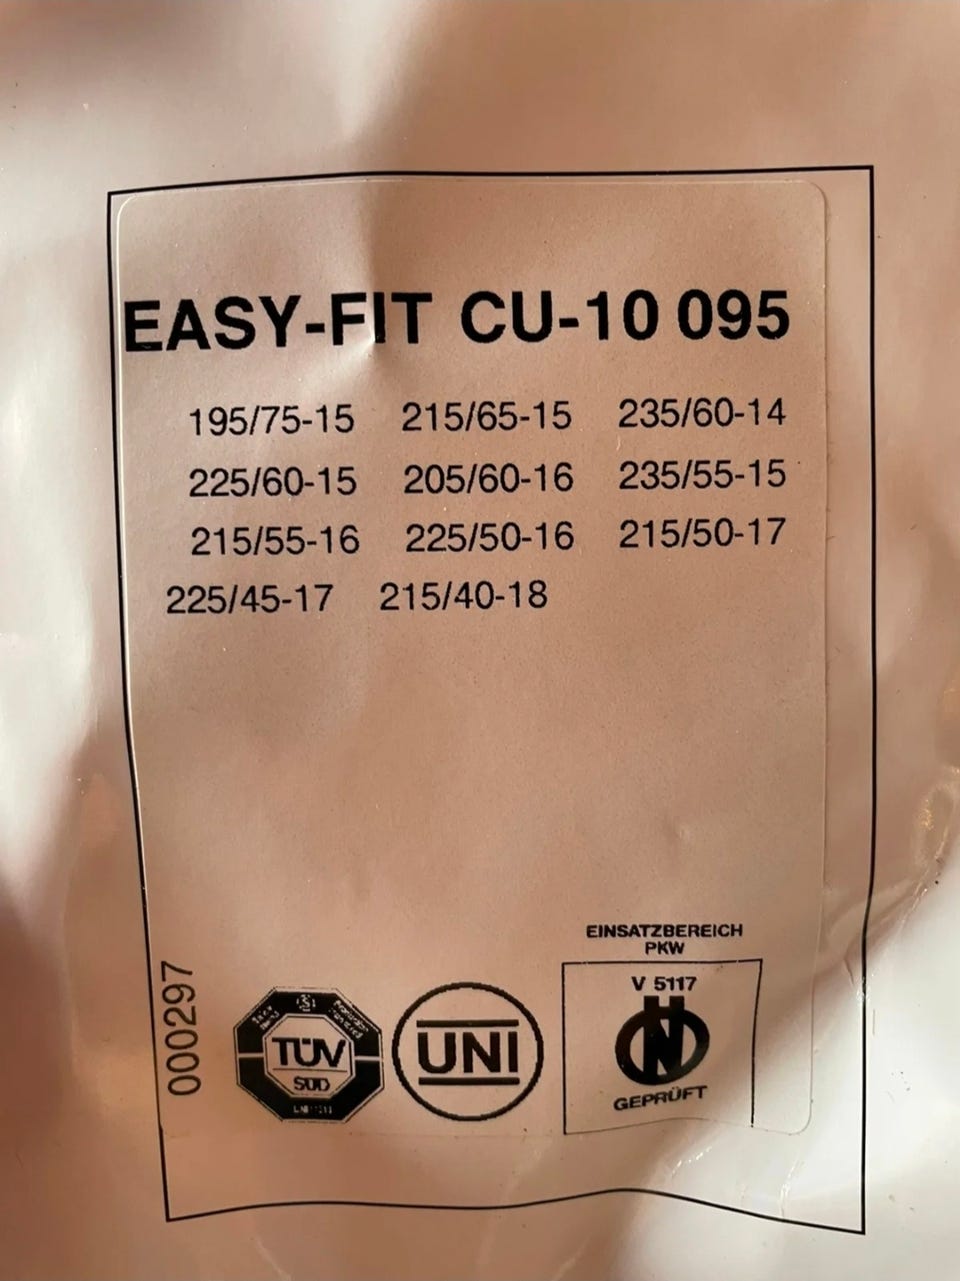 EASY-FIT CU-10 095
195/75-15 215/65-15 235/60-14
225/60-15 205/60-16 235/55-15
215/55-16 225/50-16 215/50-17
225/45-17 215/40-18
000297
TÜV
SÜD
UNI
EINSATZBEREICH
PKW
V 5117
GEPRÜFT